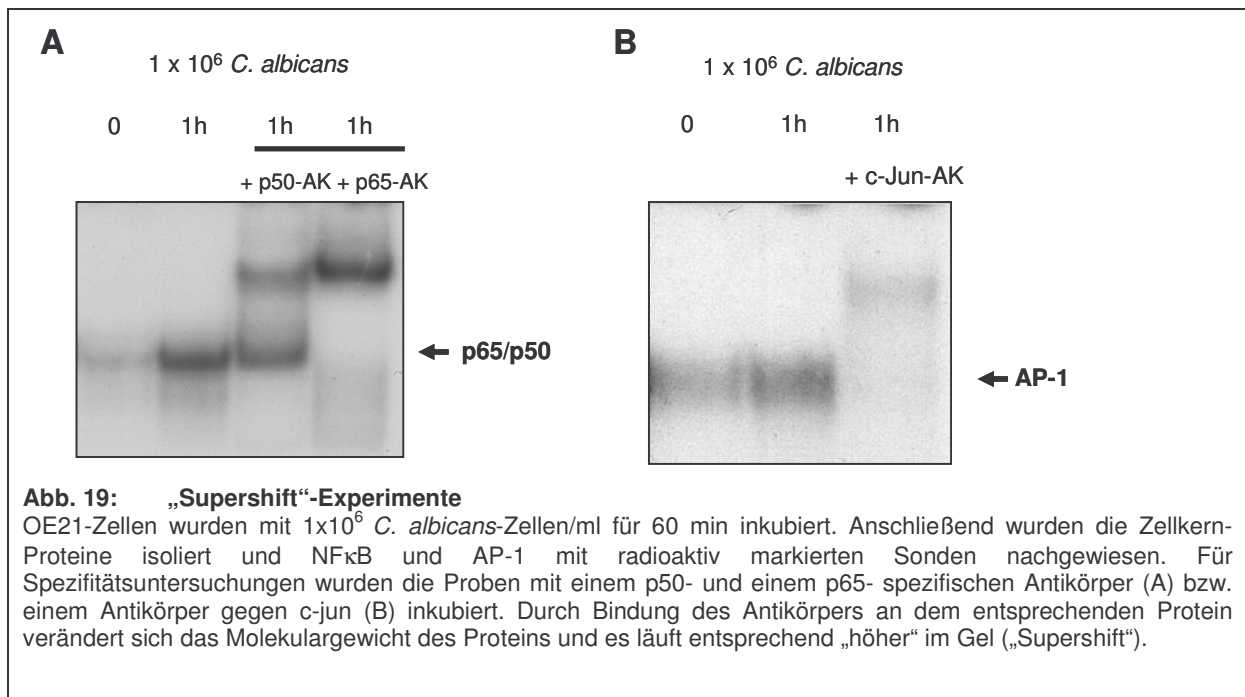 A
1 x 10⁶ C. albicans
0 1h 1h 1h
+ p50-AK + p65-AK
p65/p50
B
1 x 10⁶ C. albicans
0 1h 1h
+ c-Jun-AK
AP-1
Abb. 19: „Supershift“-Experimente
OE21-Zellen wurden mit 1x10⁶ C. albicans-Zellen/ml für 60 min inkubiert. Anschließend wurden die Zellkern-
Proteine isoliert und NFκB und AP-1 mit radioaktiv markierten Sonden nachgewiesen. Für
Spezifitätsuntersuchungen wurden die Proben mit einem p50- und einem p65- spezifischen Antikörper (A) bzw.
einem Antikörper gegen c-jun (B) inkubiert. Durch Bindung des Antikörpers an dem entsprechenden Protein
verändert sich das Molekulargewicht des Proteins und es läuft entsprechend „höher“ im Gel („Supershift“).